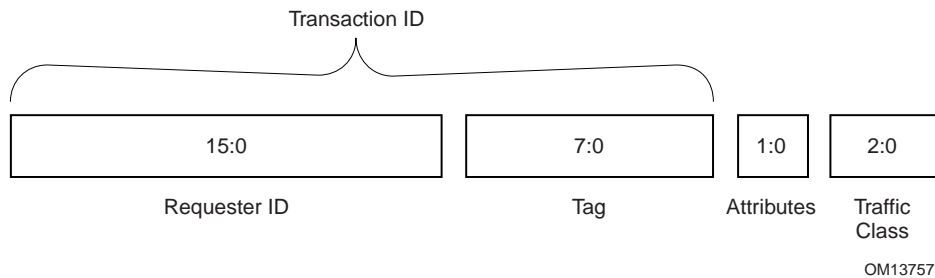 Transaction ID
15:0
7:0
1:0
2:0
Requester ID
Tag
Attributes
Traffic
Class
OM13757